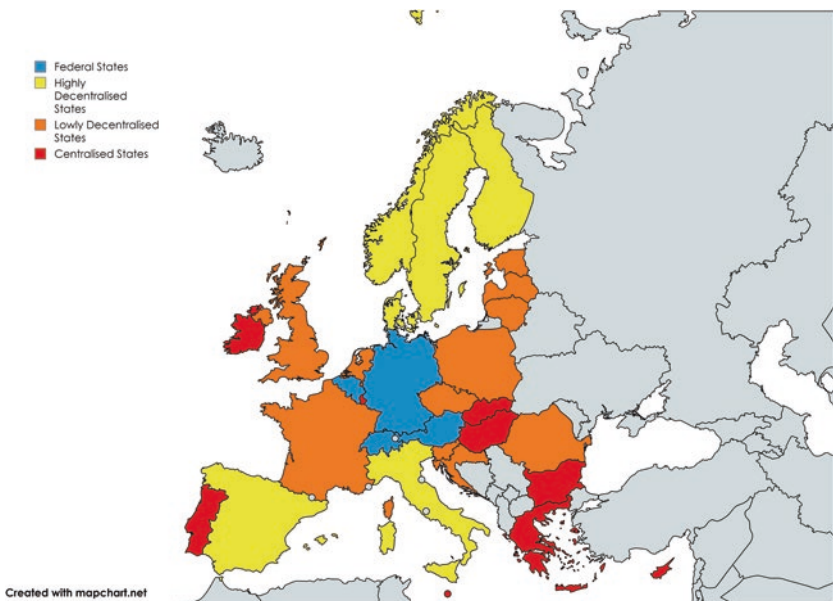 Federal States
Highly
Decentralised
States
Lowly Decentralised
States
Centralised States
Created with mapchart.net